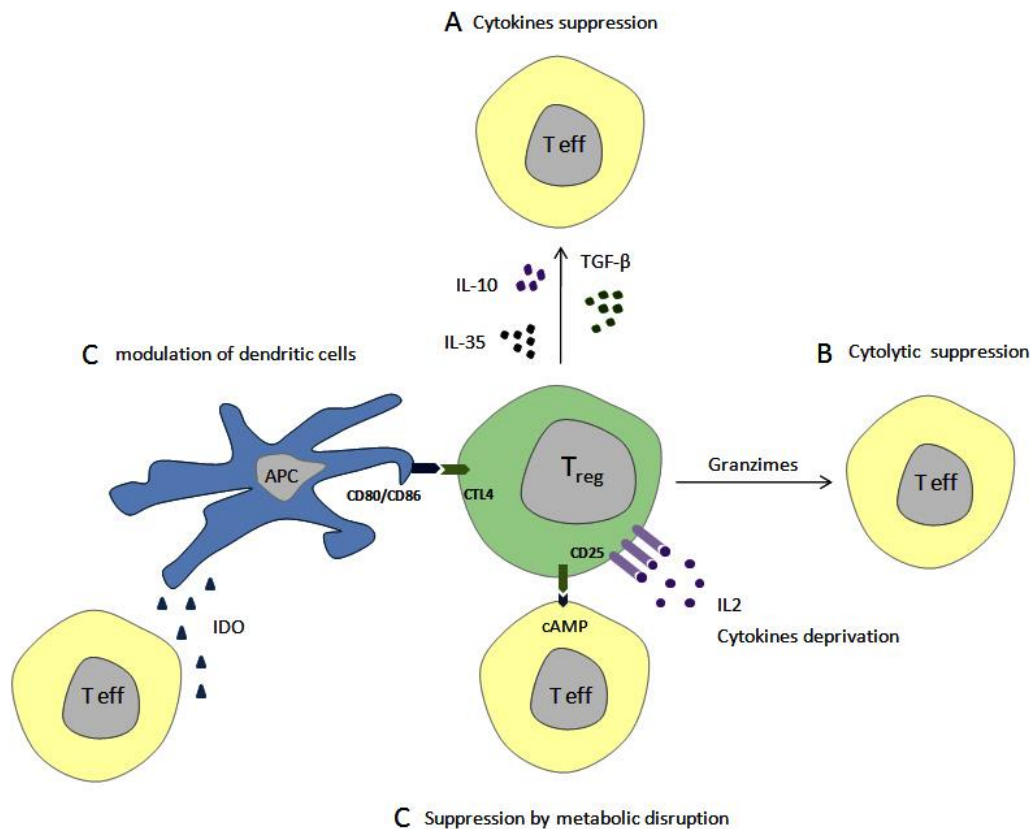 A Cytokines suppression
T eff
TGF-β
IL-10
IL-35
C modulation of dendritic cells
B Cytolytic suppression
APC
CD80/CD86
CTL4
Treg
Granzimes
T eff
CD25
IL2
Cytokines deprivation
cAMP
IDO
T eff
T eff
C Suppression by metabolic disruption